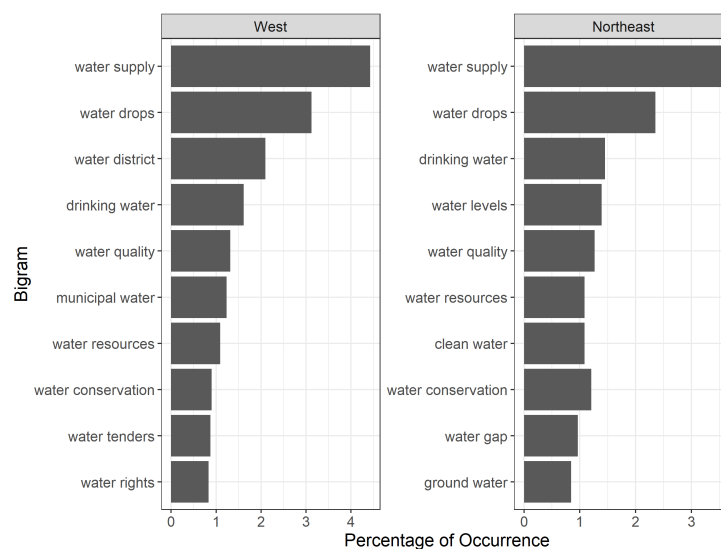 West
Northeast
Bigram
water supply
water drops
water district
drinking water
water quality
municipal water
water resources
water conservation
water tenders
water rights
0 1 2 3 4
water supply
water drops
drinking water
water levels
water quality
water resources
clean water
water conservation
water gap
ground water
0 1 2 3
Percentage of Occurrence